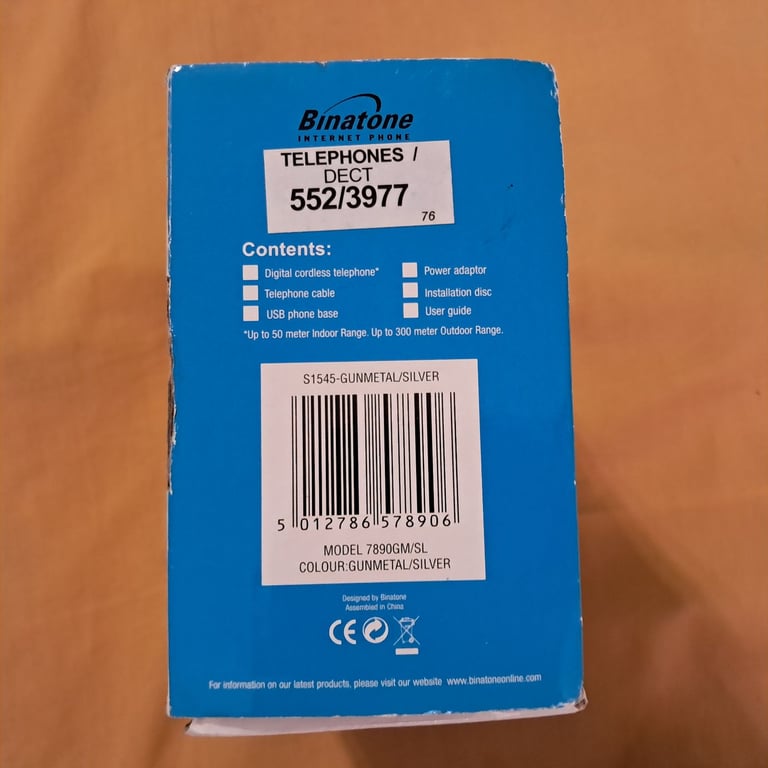 Binatone
INTERNET PHONE
TELEPHONES /
DECT
552/3977
76
Contents:
Digital cordless telephone*
Power adaptor
Telephone cable
Installation disc
USB phone base
User guide
*Up to 50 meter Indoor Range. Up to 300 meter Outdoor Range.
S1545-GUNMETAL/SILVER
5 012786 578906
MODEL 7890GM/SL
COLOUR:GUNMETAL/SILVER
Designed by Binatone
Assembled in China
CE
For information on our latest products, please visit our website www.binatoneonline.com